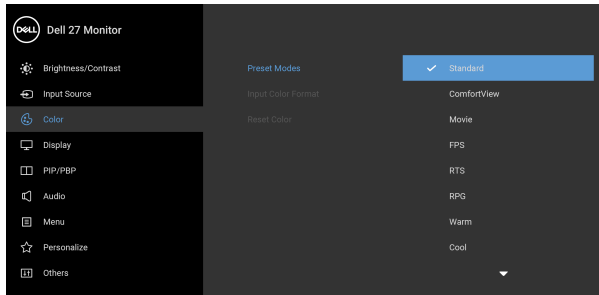 DELL Dell 27 Monitor
Brightness/Contrast Preset Modes Standard
Input Source Input Color Format ComfortView
Color Reset Color Movie
Display FPS
PIP/PBP RTS
Audio RPG
Menu Warm
Personalize Cool
Others